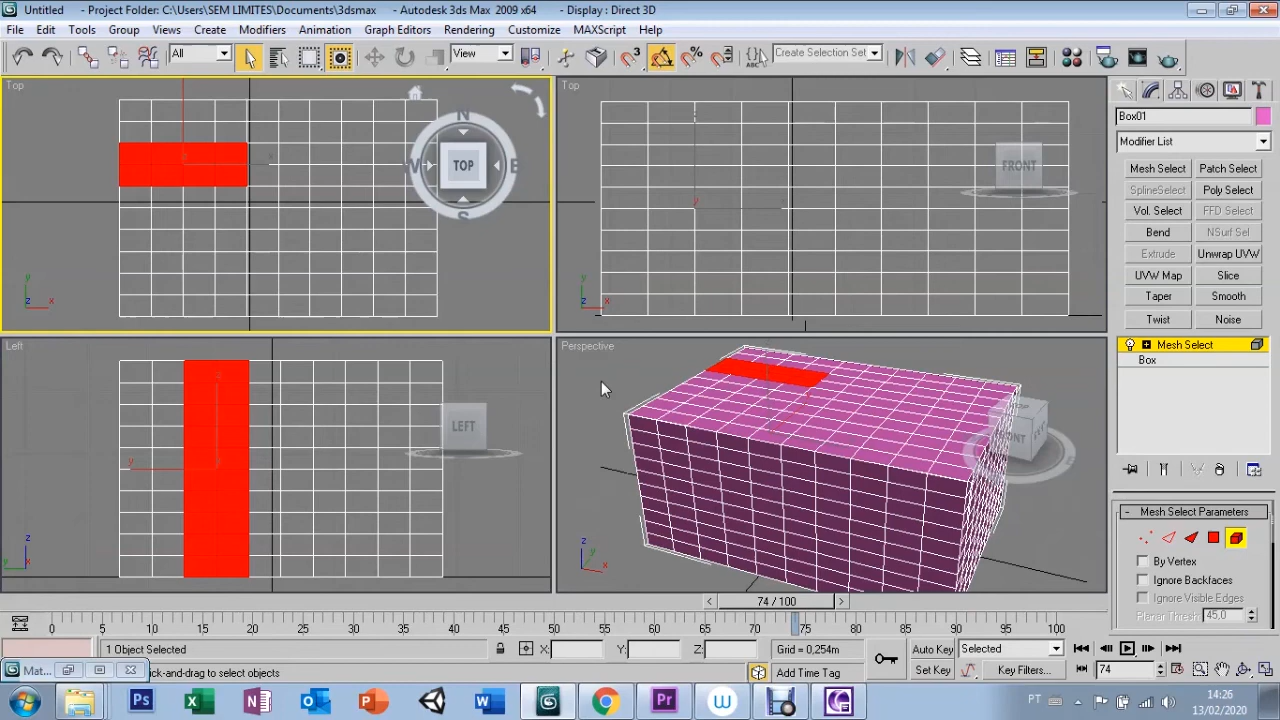 Untitled - Project Folder: C:\Users\SEM LIMITES\Documents\3dsmax - Autodesk 3ds Max 2009 x64 - Display : Direct 3D
File Edit Tools Group Views Create Modifiers Animation Graph Editors Rendering Customize MAXScript Help
All View Create Selection Set
Top
N
W TOP E
S
y
z x
Top
FRONT
y
z x
Box01
Modifier List
Mesh Select Patch Select
SplineSelect Poly Select
Vol. Select FFD Select
Bend NSurf Sel
Extrude Unwrap UVW
UVW Map Slice
Taper Smooth
Twist Noise
Mesh Select
Box
Left
LEFT
y
z
y x
Perspective
FRONT
z
y
x
- Mesh Select Parameters
By Vertex
Ignore Backfaces
Ignore Visible Edges
Planar Thresh 45,0
< 74 / 100 >
0 5 10 15 20 25 30 35 40 45 50 55 60 65 70 75 80 85 90 95 100
1 Object Selected X: Y: Z: Grid = 0,254m Auto Key Selected
Mat... ick-and-drag to select objects Add Time Tag Set Key Key Filters... 74
PT 14:26
13/02/2020